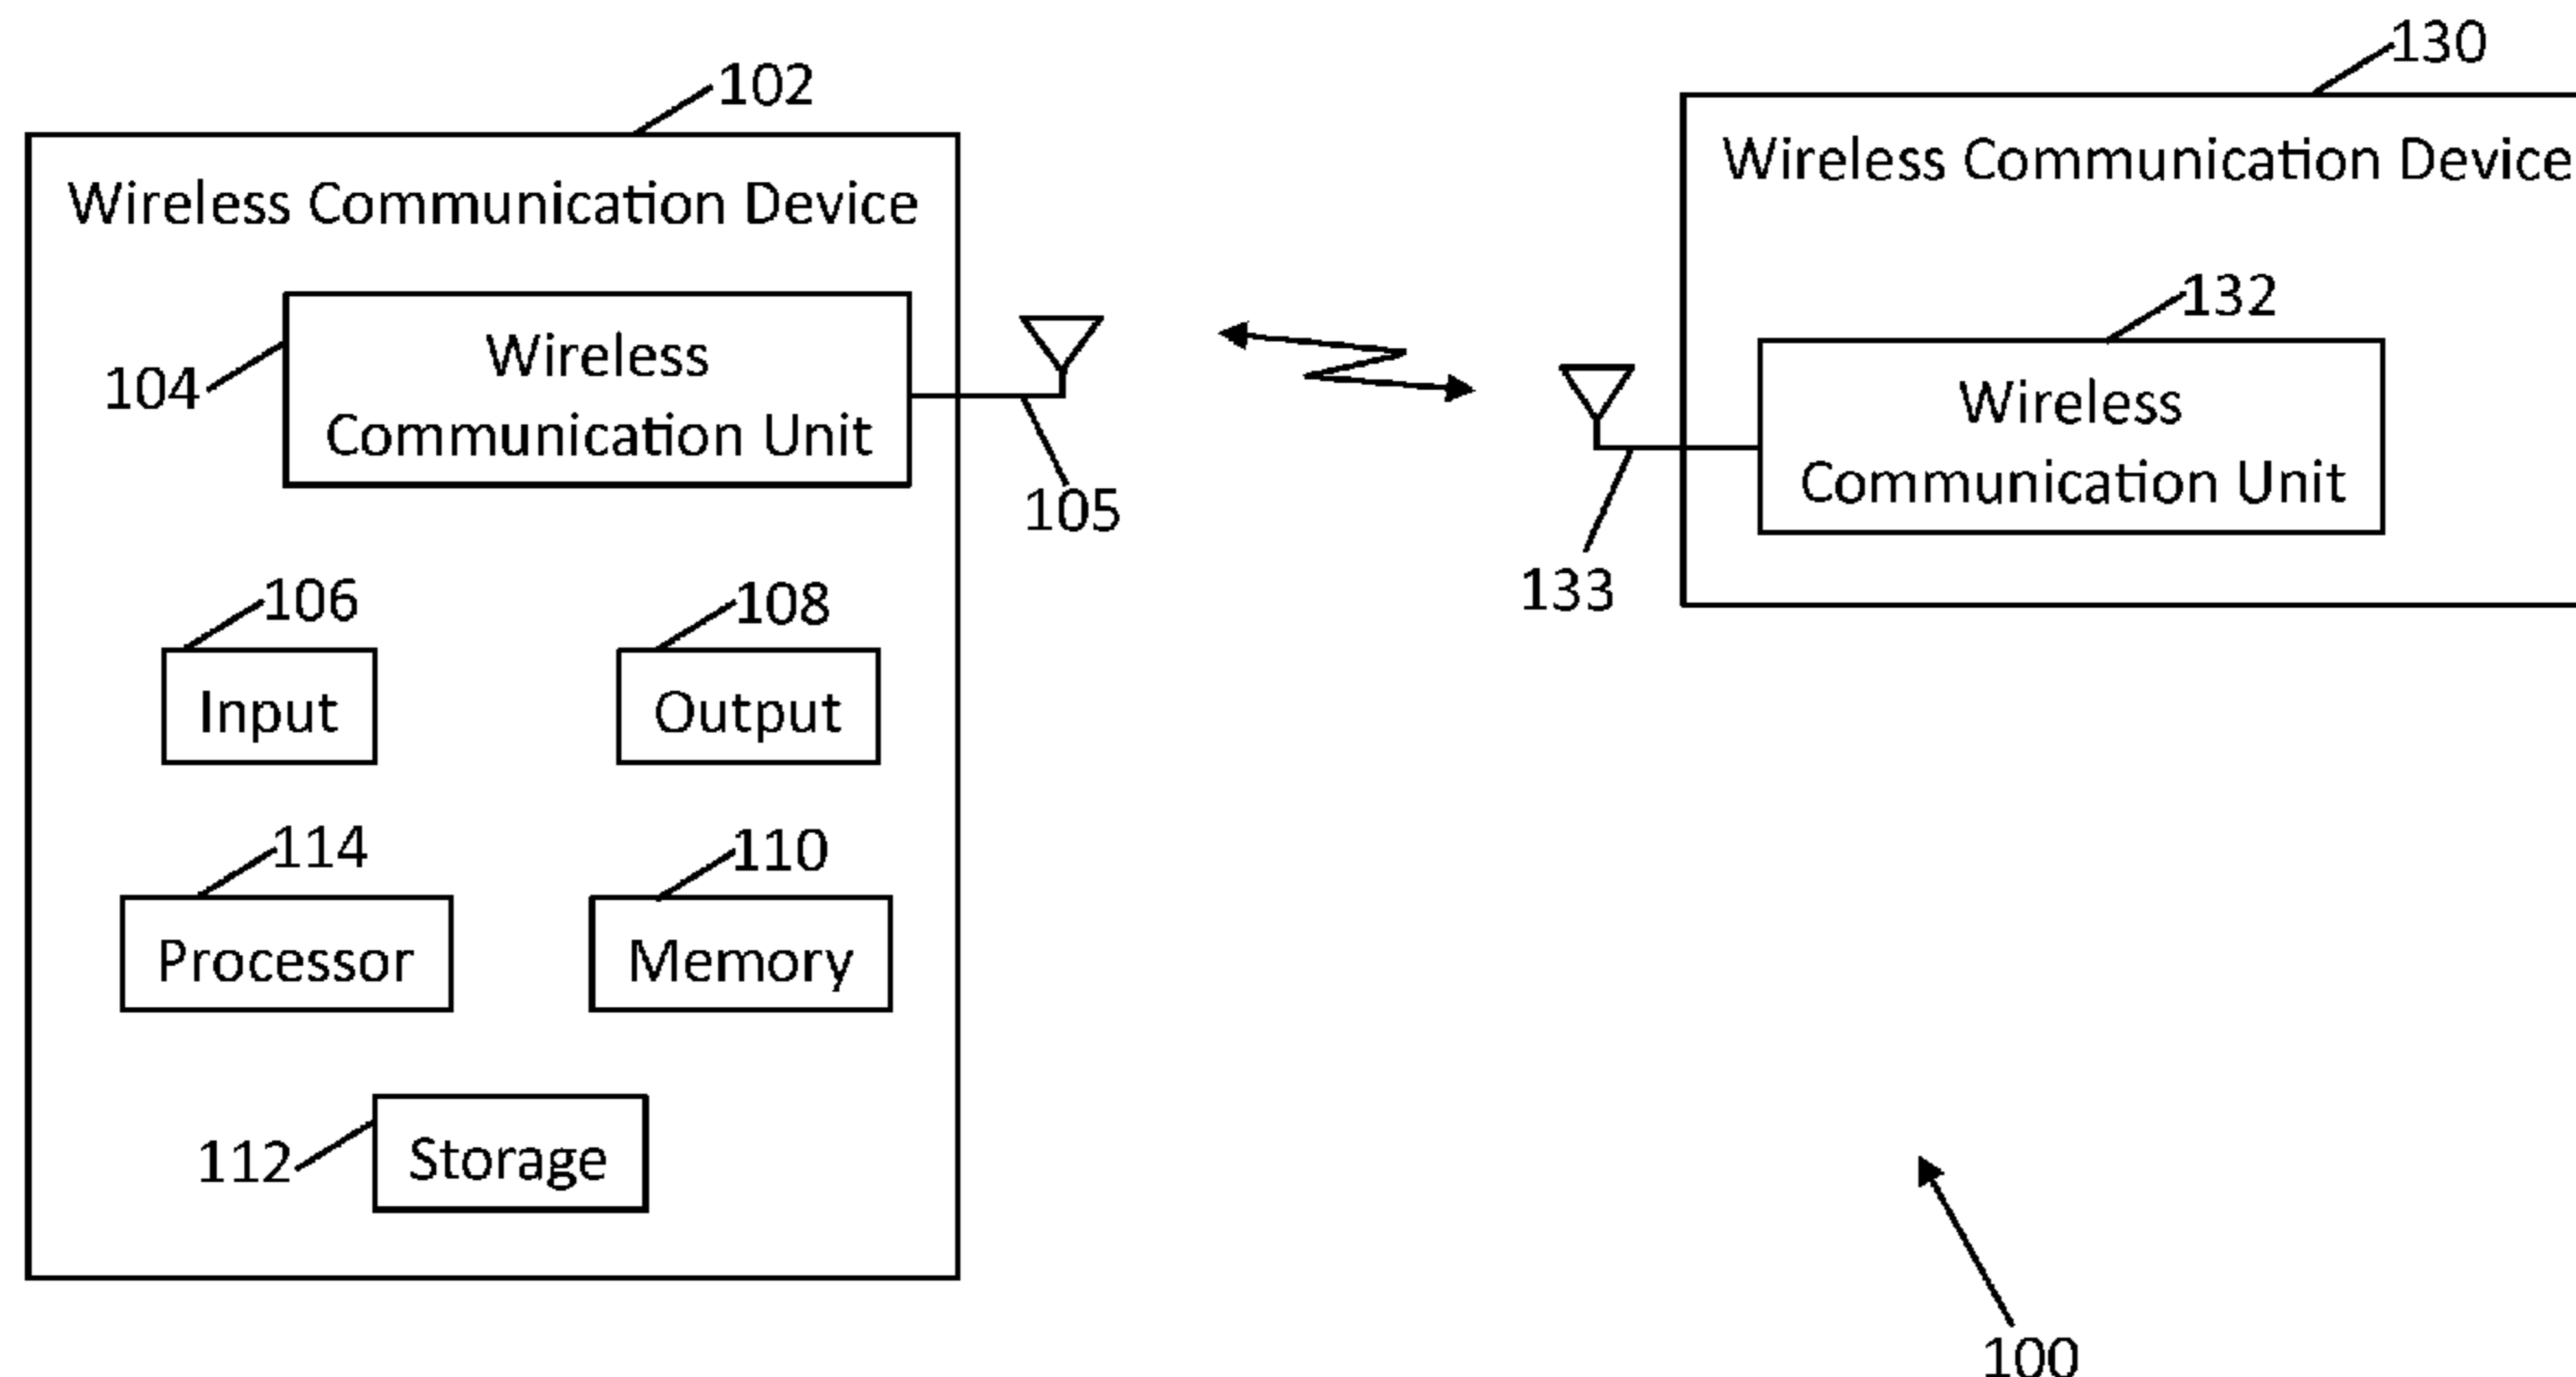 102
Wireless Communication Device
104
Wireless
Communication Unit
105
106
Input
108
Output
114
Processor
110
Memory
112
Storage
130
Wireless Communication Device
132
Wireless
Communication Unit
133
100